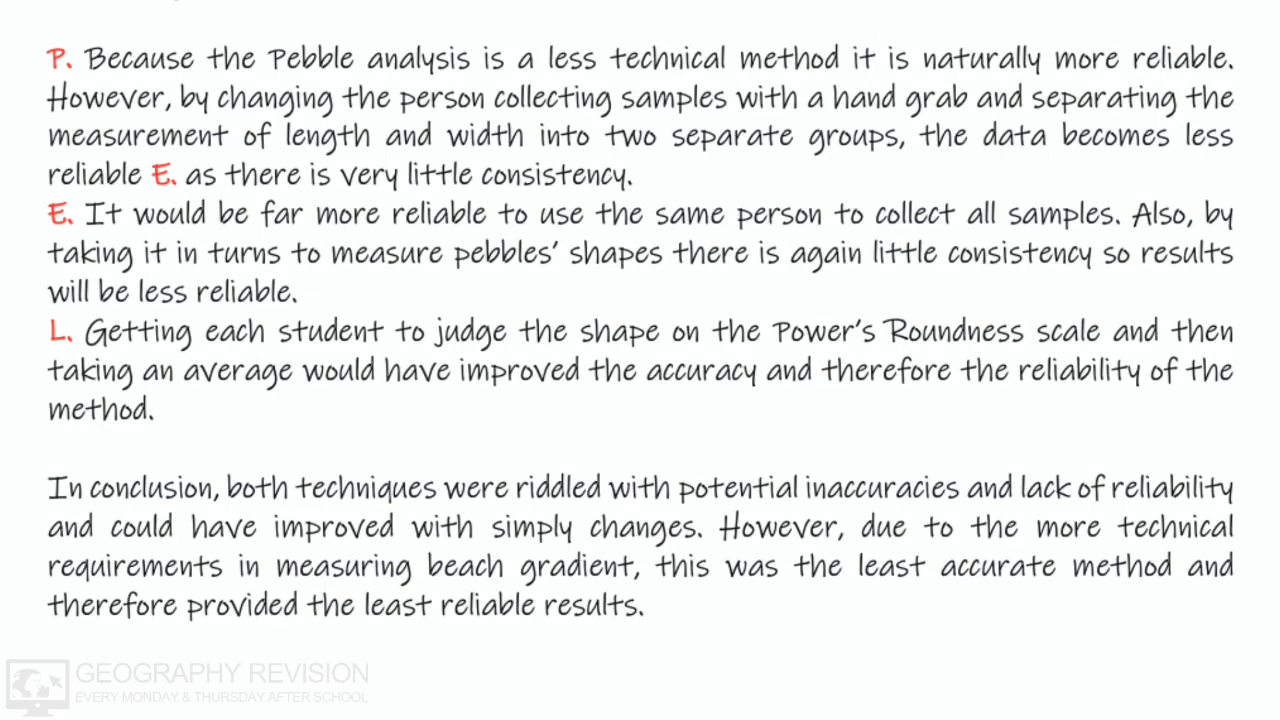 P. Because the Pebble analysis is a less technical method it is naturally more reliable.
However, by changing the person collecting samples with a hand grab and separating the
measurement of length and width into two separate groups, the data becomes less
reliable E. as there is very little consistency.
E. It would be far more reliable to use the same person to collect all samples. Also, by
taking it in turns to measure pebbles' shapes there is again little consistency so results
will be less reliable.
L. Getting each student to judge the shape on the Power's Roundness scale and then
taking an average would have improved the accuracy and therefore the reliability of the
method.
In conclusion, both techniques were riddled with potential inaccuracies and lack of reliability
and could have improved with simply changes. However, due to the more technical
requirements in measuring beach gradient, this was the least accurate method and
therefore provided the least reliable results.
GEOGRAPHY REVISION
EVERY MONDAY & THURSDAY AFTER SCHOOL